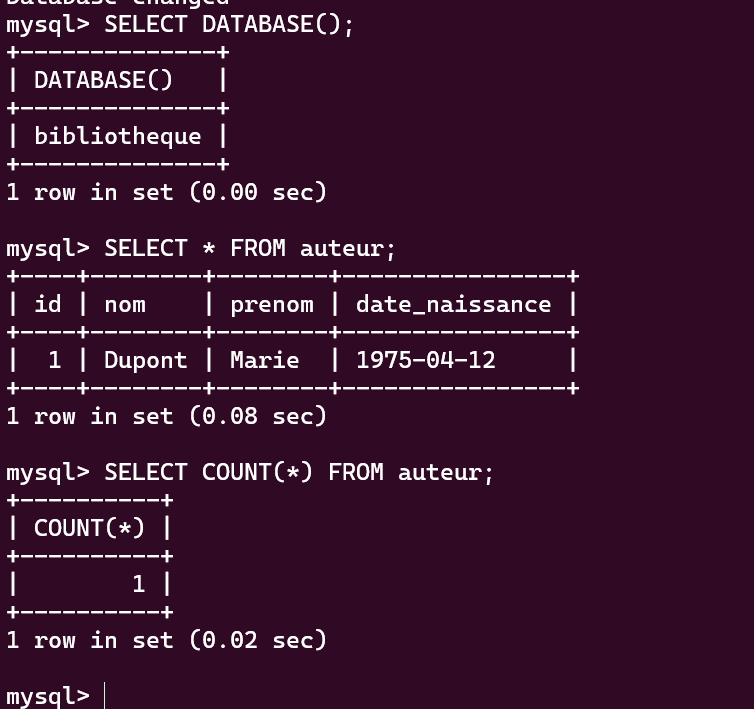 Database changed
mysql> SELECT DATABASE();
+--------------+
| DATABASE()   |
+--------------+
| bibliotheque |
+--------------+
1 row in set (0.00 sec)

mysql> SELECT * FROM auteur;
+----+--------+--------+----------------+
| id | nom    | prenom | date_naissance |
+----+--------+--------+----------------+
|  1 | Dupont | Marie  | 1975-04-12     |
+----+--------+--------+----------------+
1 row in set (0.08 sec)

mysql> SELECT COUNT(*) FROM auteur;
+----------+
| COUNT(*) |
+----------+
|        1 |
+----------+
1 row in set (0.02 sec)

mysql>